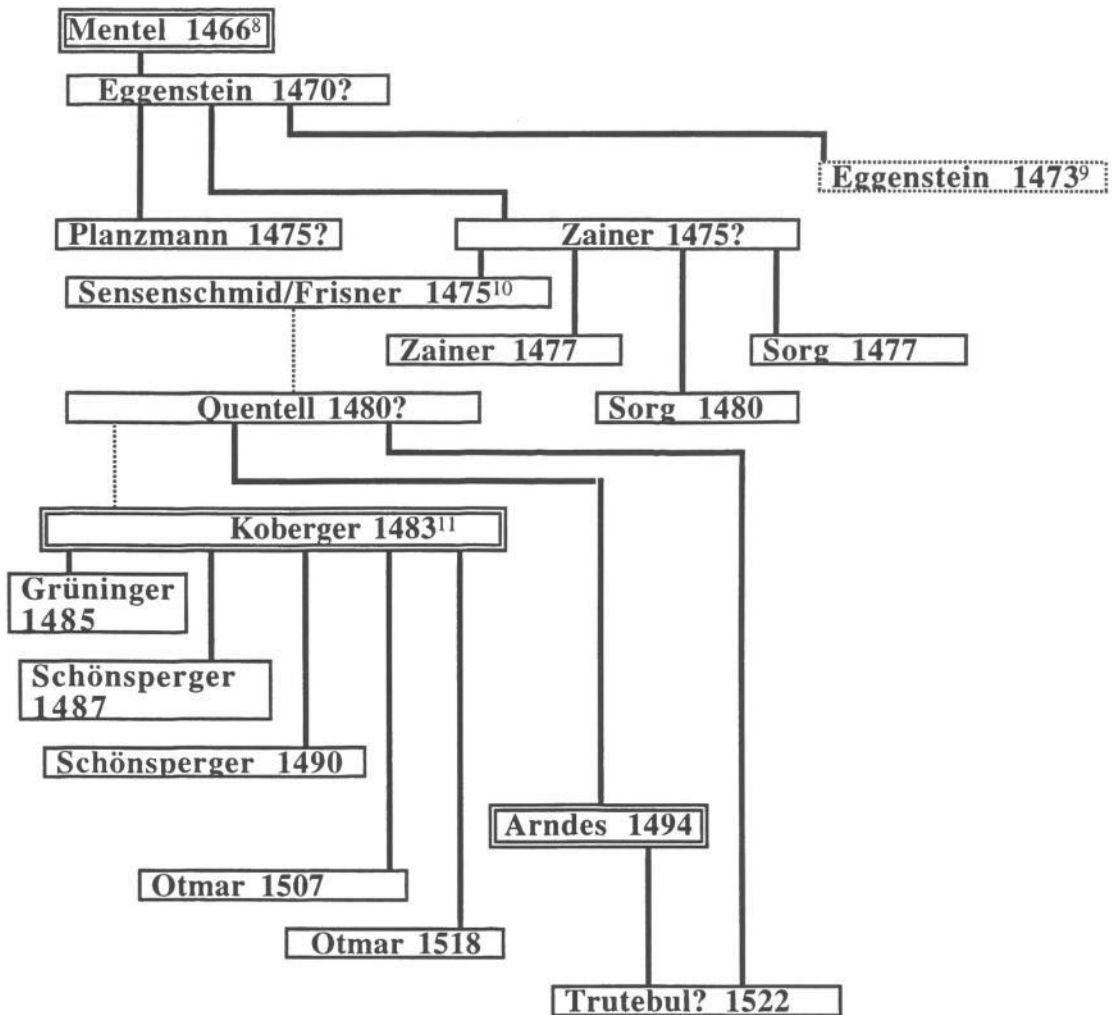 Mentel 1466⁸
Eggenstein 1470?
Eggenstein 1473⁹
Planzmann 1475?
Zainer 1475?
Sensenschmid/Frisner 1475¹⁰
Zainer 1477
Sorg 1477
Quentell 1480?
Sorg 1480
Koberger 1483¹¹
Grüninger
1485
Schönsperger
1487
Schönsperger 1490
Arndes 1494
Otmar 1507
Otmar 1518
Trutebul? 1522